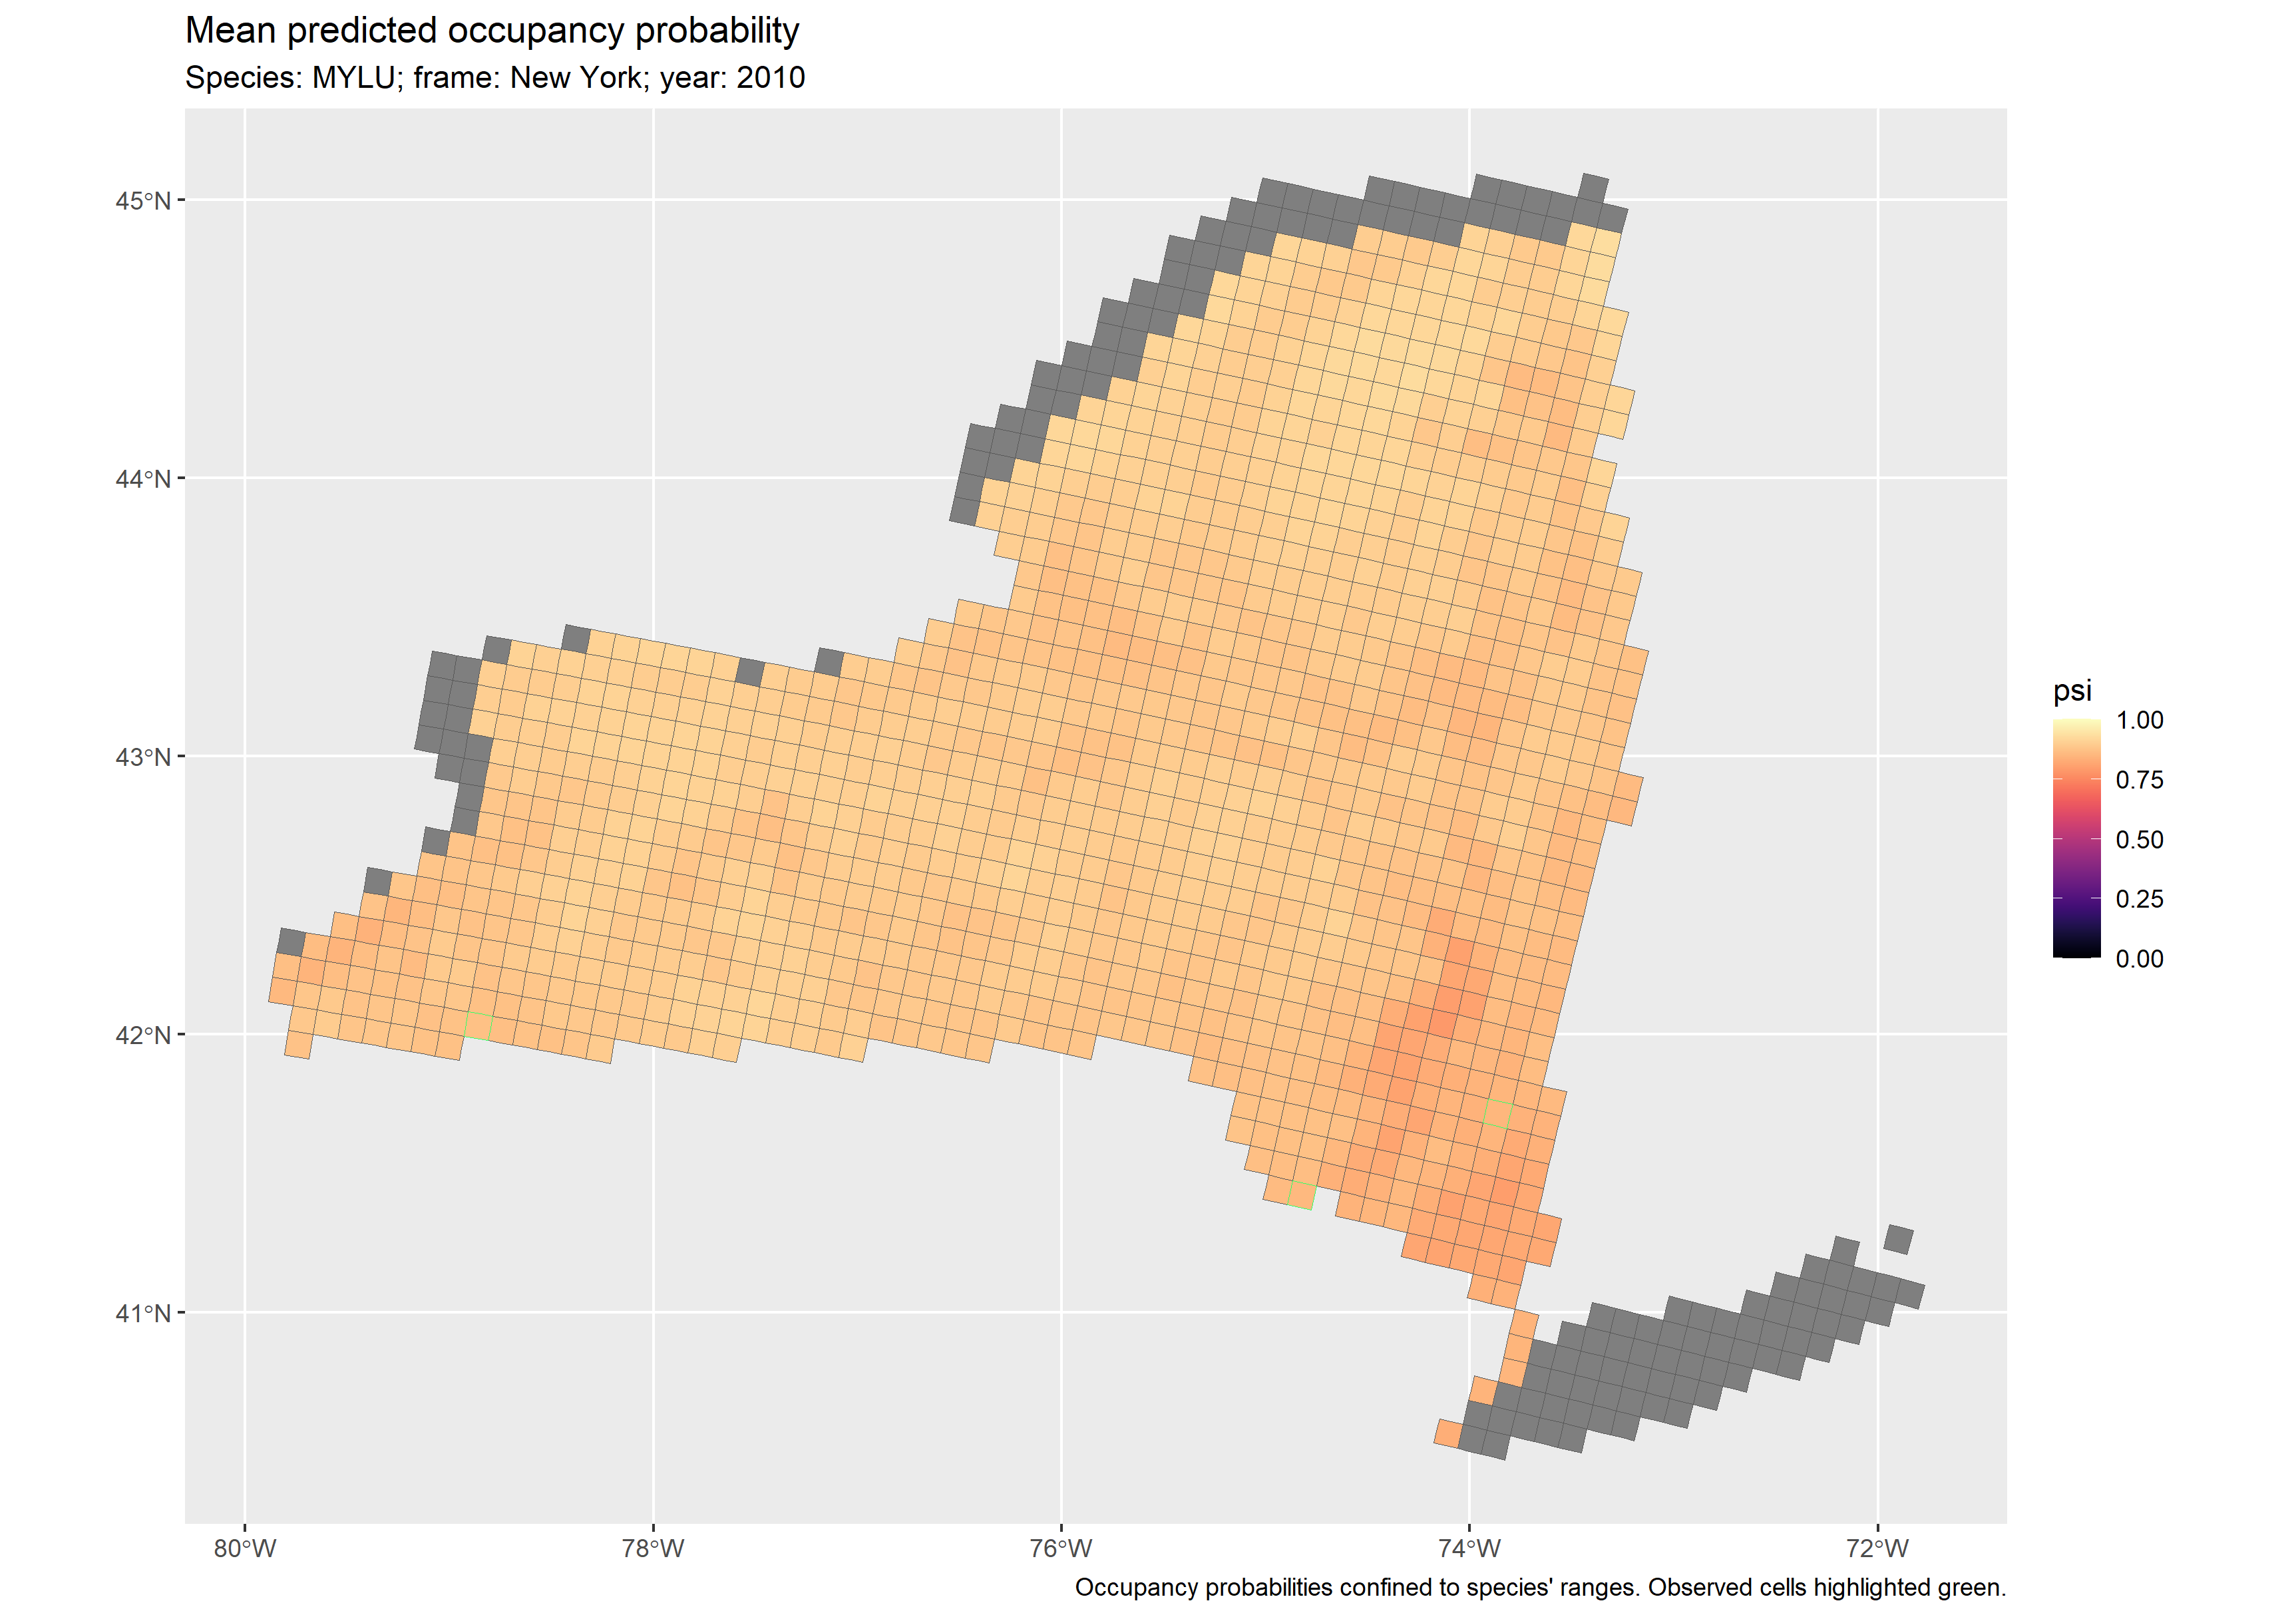 Mean predicted occupancy probability
Species: MYLU; frame: New York; year: 2010
45°N
44°N
43°N
42°N
41°N
80°W
78°W
76°W
74°W
72°W
psi
1.00
0.75
0.50
0.25
0.00
Occupancy probabilities confined to species' ranges. Observed cells highlighted green.